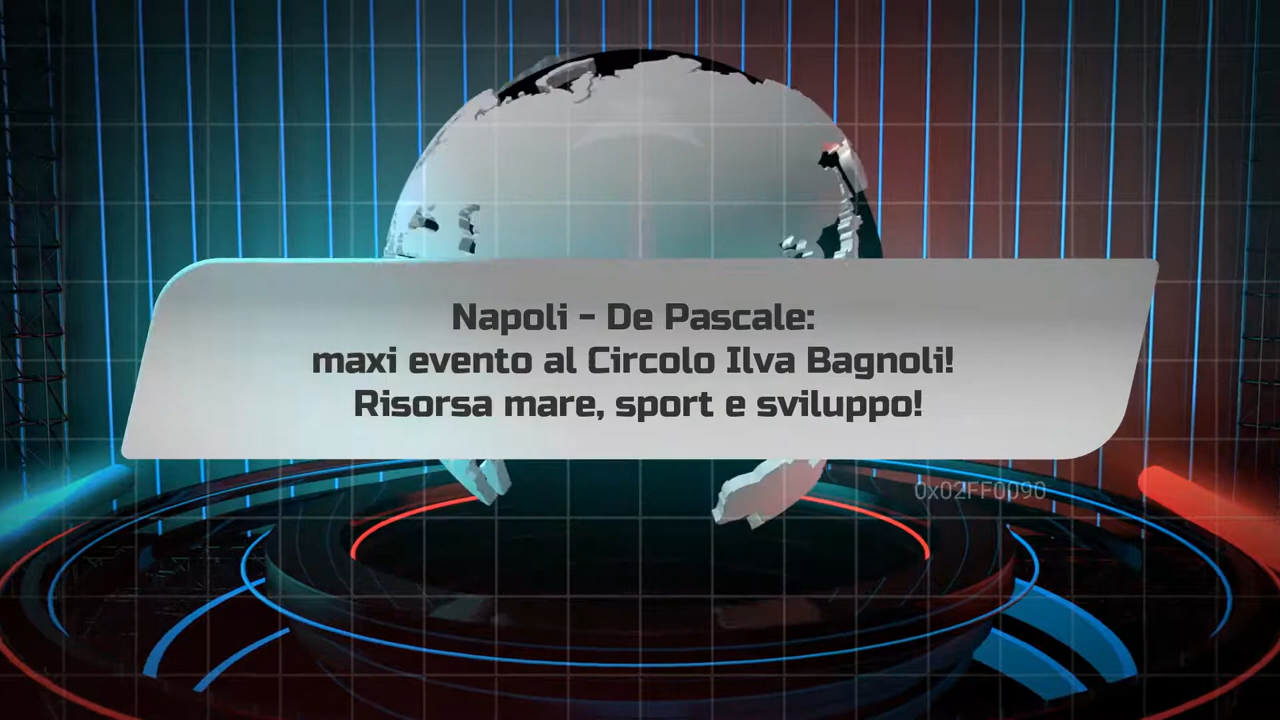 Napoli - De Pascale:
maxi evento al Circolo Ilva Bagnoli!
Risorsa mare, sport e sviluppo!
0x02FF0090